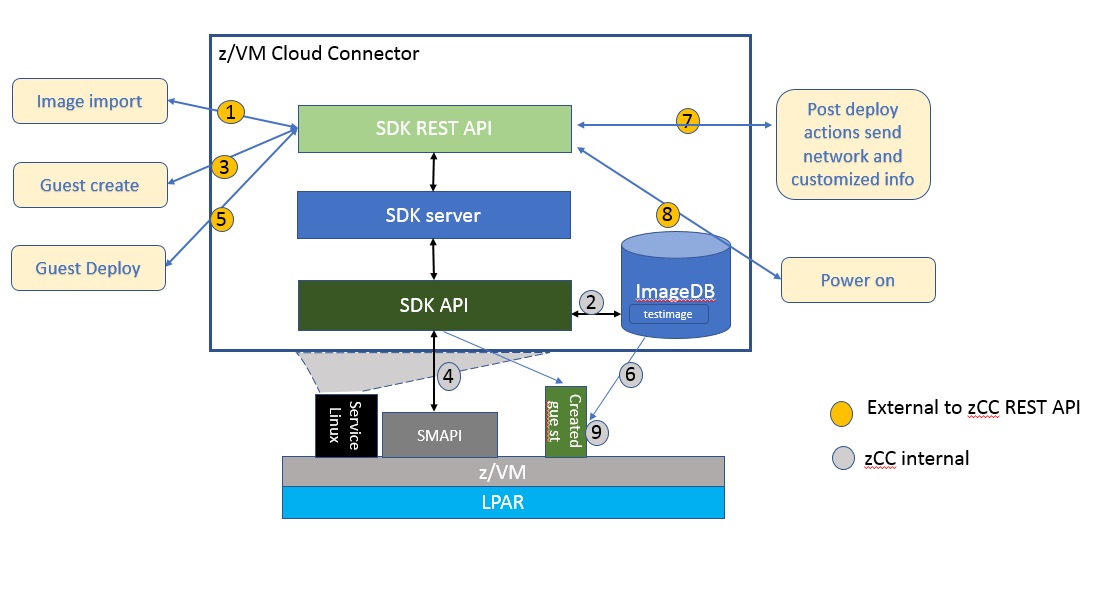 z/VM Cloud Connector
Image import
1
SDK REST API
7
Post deploy
actions send
network and
customized info
3
Guest create
5
SDK server
8
Guest Deploy
Power on
SDK API
2
ImageDB
testimage
4
6
Service
Linux
SMAPI
Created
gue st
9
z/VM
LPAR
External to zCC REST API
zCC internal